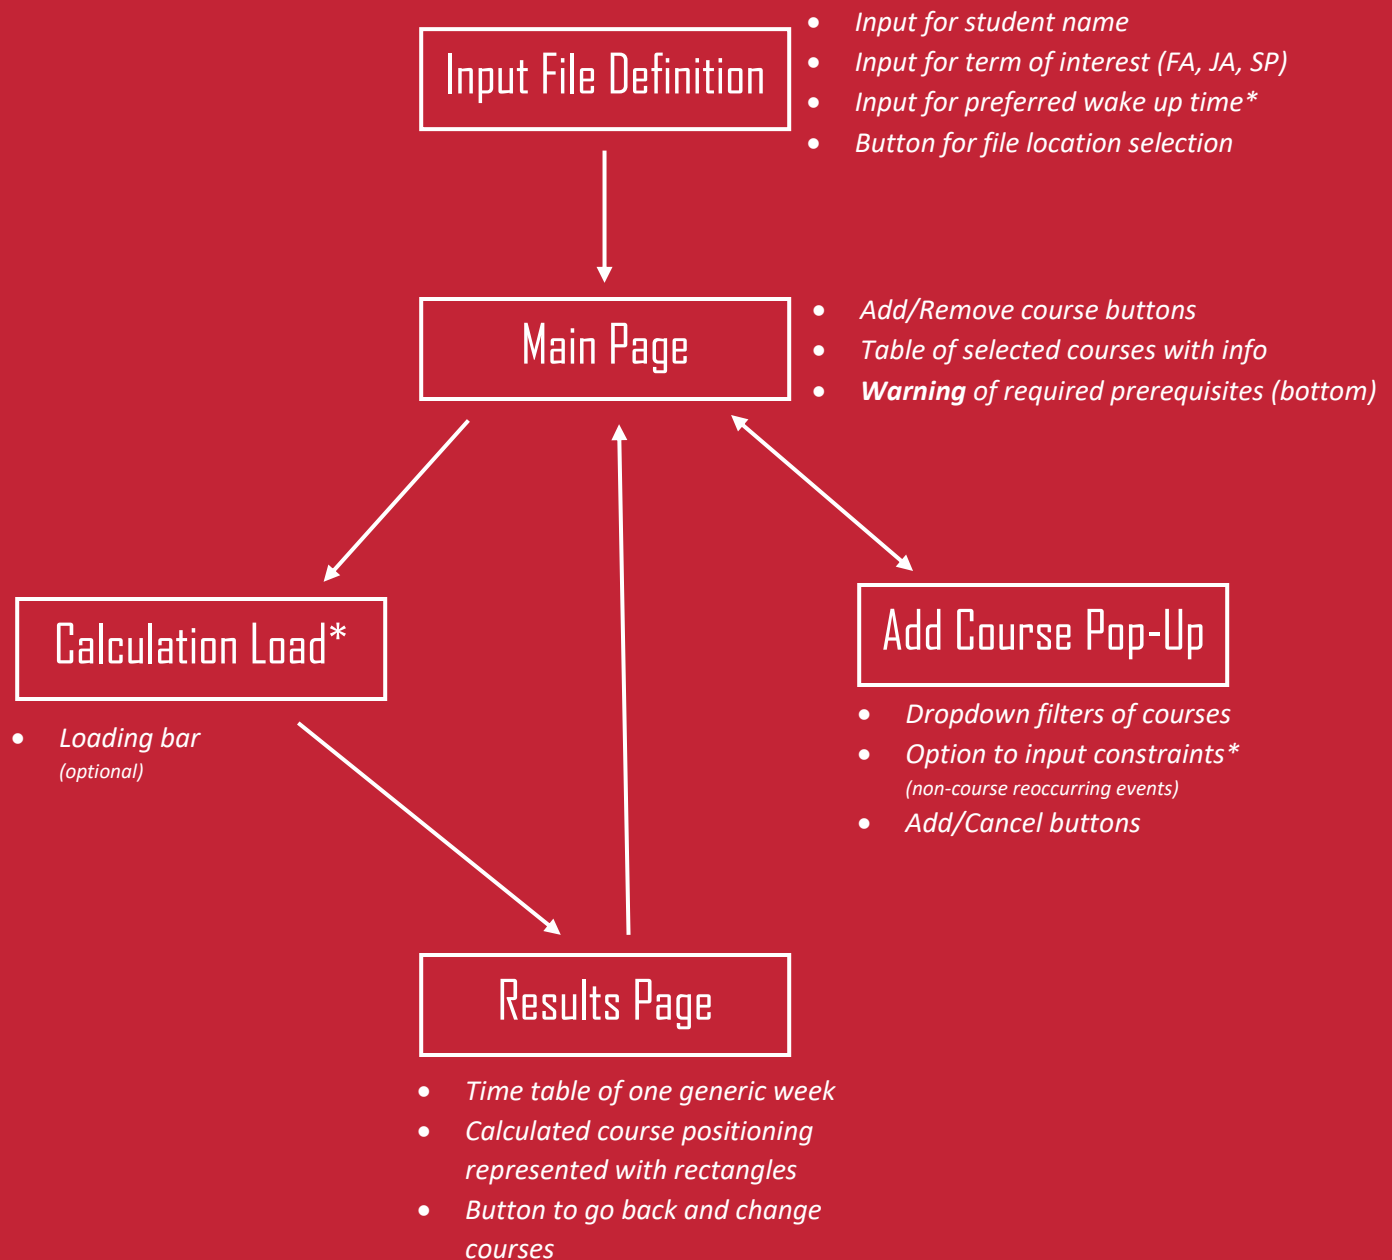 Input File Definition
• Input for student name
• Input for term of interest (FA, JA, SP)
• Input for preferred wake up time*
• Button for file location selection
Main Page
• Add/Remove course buttons
• Table of selected courses with info
• Warning of required prerequisites (bottom)
Calculation Load*
• Loading bar
(optional)
Add Course Pop-Up
• Dropdown filters of courses
• Option to input constraints*
(non-course reoccurring events)
• Add/Cancel buttons
Results Page
• Time table of one generic week
• Calculated course positioning
represented with rectangles
• Button to go back and change
courses